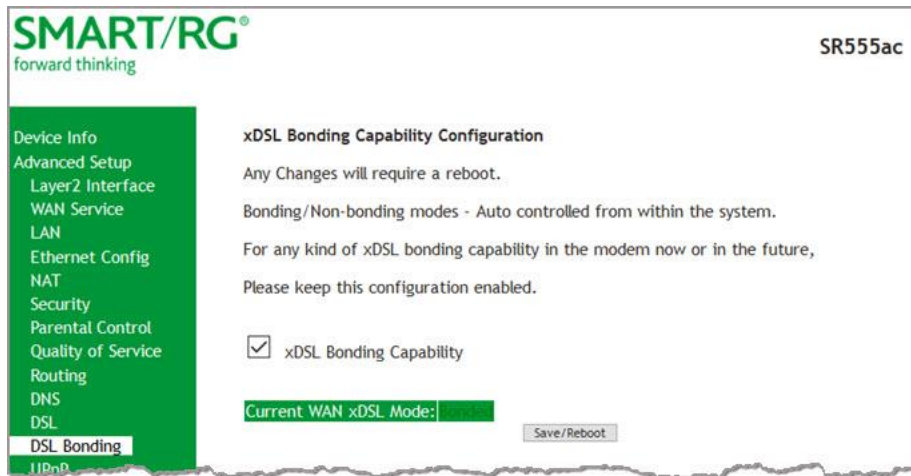 SMART/RG®
forward thinking
SR555ac
Device Info
Advanced Setup
Layer2 Interface
WAN Service
LAN
Ethernet Config
NAT
Security
Parental Control
Quality of Service
Routing
DNS
DSL
DSL Bonding
UPnP
xDSL Bonding Capability Configuration
Any Changes will require a reboot.
Bonding/Non-bonding modes - Auto controlled from within the system.
For any kind of xDSL bonding capability in the modem now or in the future,
Please keep this configuration enabled.
xDSL Bonding Capability
Current WAN xDSL Mode: Bonded
Save/Reboot